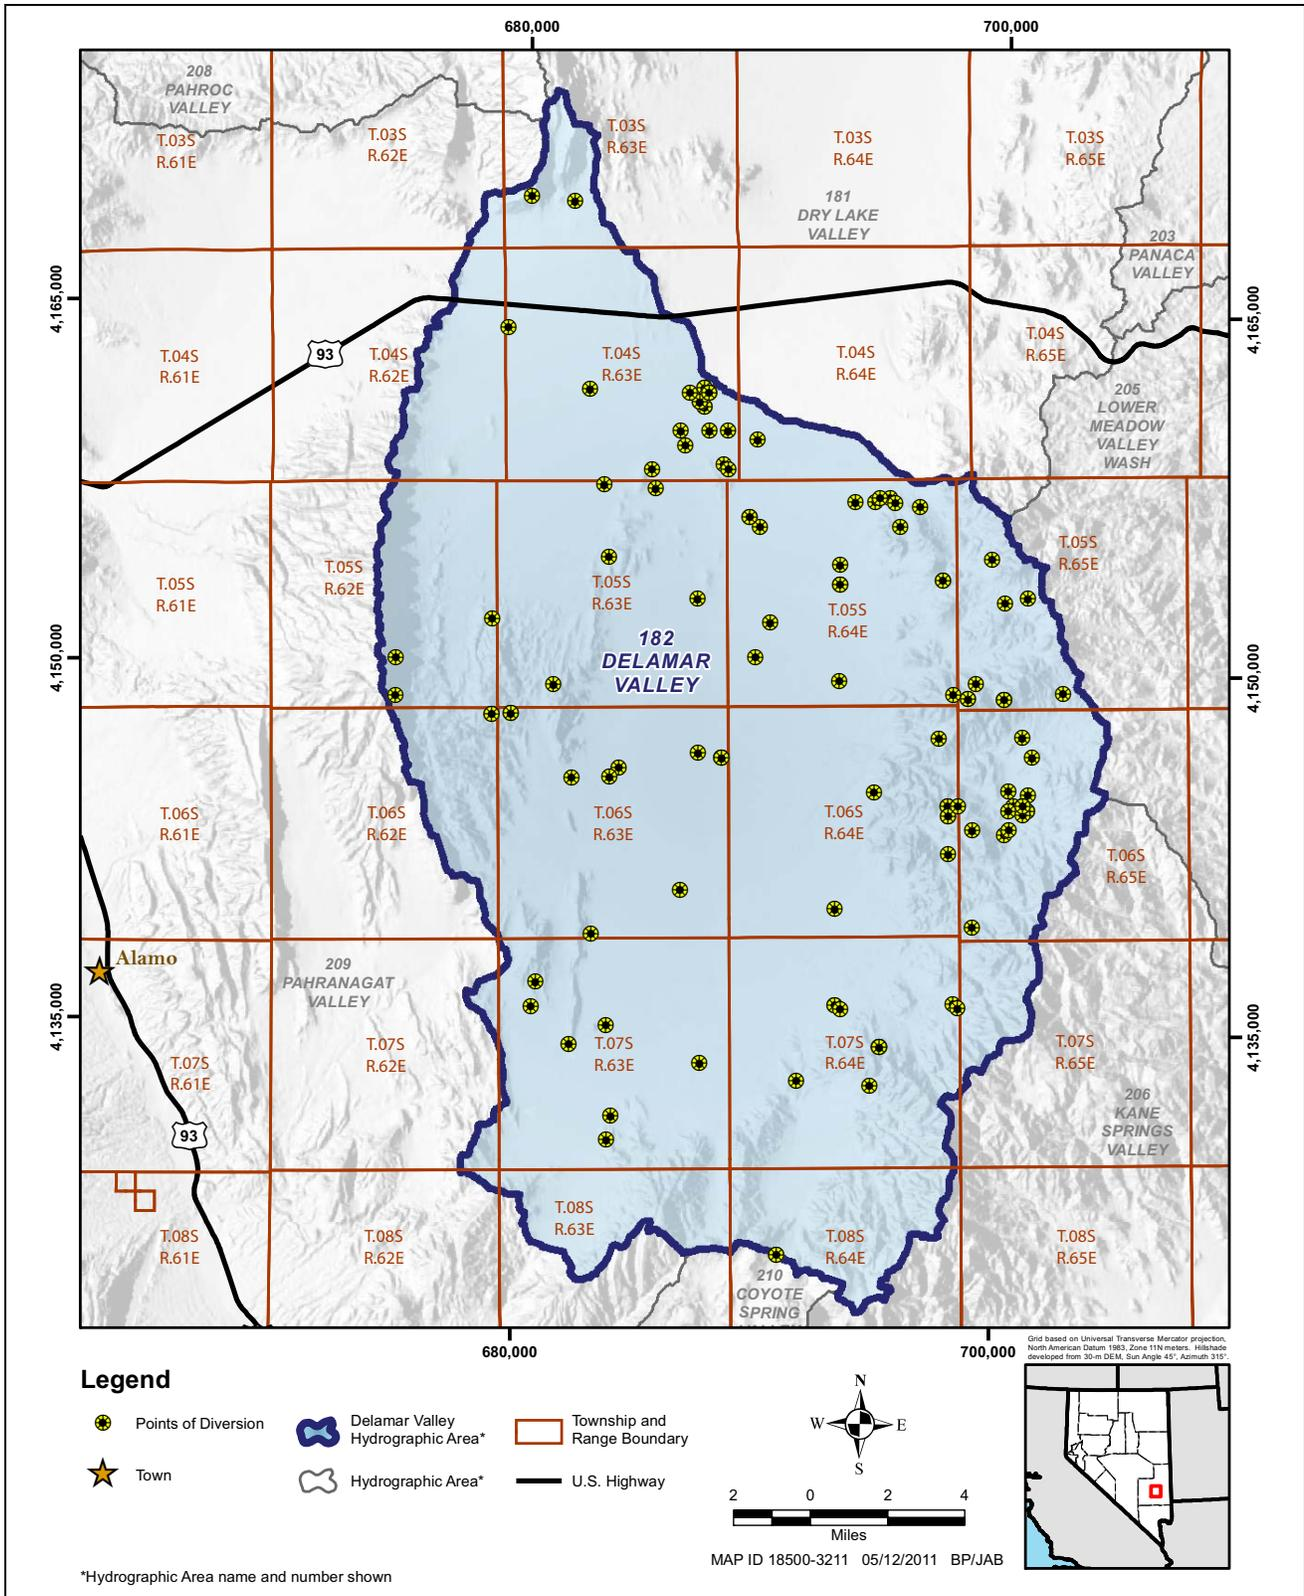 680,000
700,000
208
PAHROC
VALLEY
T.03S
R.61E
T.03S
R.62E
T.03S
R.63E
T.03S
R.64E
T.03S
R.65E
181
DRY LAKE
VALLEY
203
PANACA
VALLEY
4,165,000
4,165,000
93
T.04S
R.61E
T.04S
R.62E
T.04S
R.63E
T.04S
R.64E
T.04S
R.65E
205
LOWER
MEADOW
VALLEY
WASH
T.05S
R.61E
T.05S
R.62E
T.05S
R.63E
T.05S
R.64E
T.05S
R.65E
182
DELAMAR
VALLEY
4,150,000
4,150,000
T.06S
R.61E
T.06S
R.62E
T.06S
R.63E
T.06S
R.64E
T.06S
R.65E
Alamo
209
PAHRANAGAT
VALLEY
4,135,000
4,135,000
T.07S
R.61E
T.07S
R.62E
T.07S
R.63E
T.07S
R.64E
T.07S
R.65E
93
206
KANE
SPRINGS
VALLEY
T.08S
R.61E
T.08S
R.62E
T.08S
R.63E
T.08S
R.64E
T.08S
R.65E
210
COYOTE
SPRING
VALLEY
680,000
700,000
Grid based on Universal Transverse Mercator projection,
North American Datum 1983, Zone 11N meters. Hillshade
developed from 30-m DEM, Sun Angle 45°, Azimuth 315°.
Legend
Points of Diversion
Town
Delamar Valley
Hydrographic Area*
Hydrographic Area*
Township and
Range Boundary
U.S. Highway
N
W
E
S
2 0 2 4
Miles
MAP ID 18500-3211 05/12/2011 BP/JAB
*Hydrographic Area name and number shown